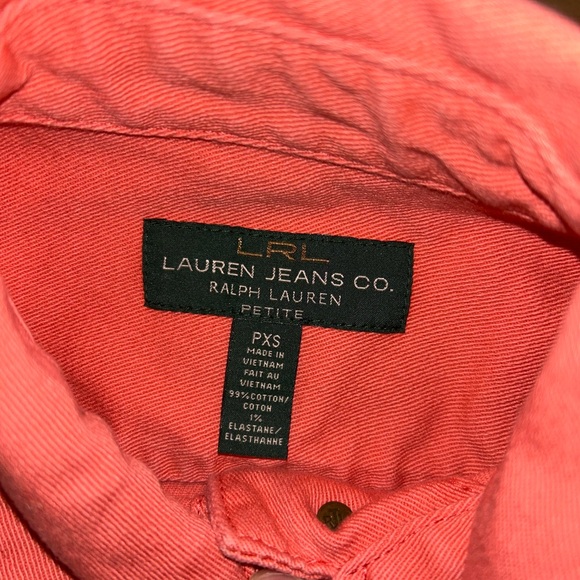 LRL
LAUREN JEANS CO.
RALPH LAUREN
PETITE
PXS
MADE IN
VIETNAM
FAIT AU
VIETNAM
99% COTTON/
COTON
1%
ELASTANE/
ELASTHANNE